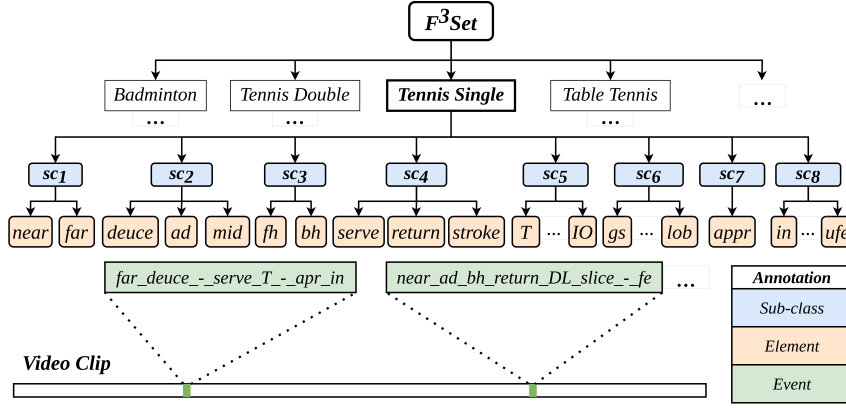 F³Set
Badminton Tennis Double Tennis Single Table Tennis ...
... ... ...
sc₁ sc₂ sc₃ sc₄ sc₅ sc₆ sc₇ sc₈
near far deuce ad mid fh bh serve return stroke T ... IO gs ... lob appr in ... ufe
far_deuce_-_serve_T_-_apr_in near_ad_bh_return_DL_slice_-_fe ...
Annotation
Sub-class
Element
Event
Video Clip